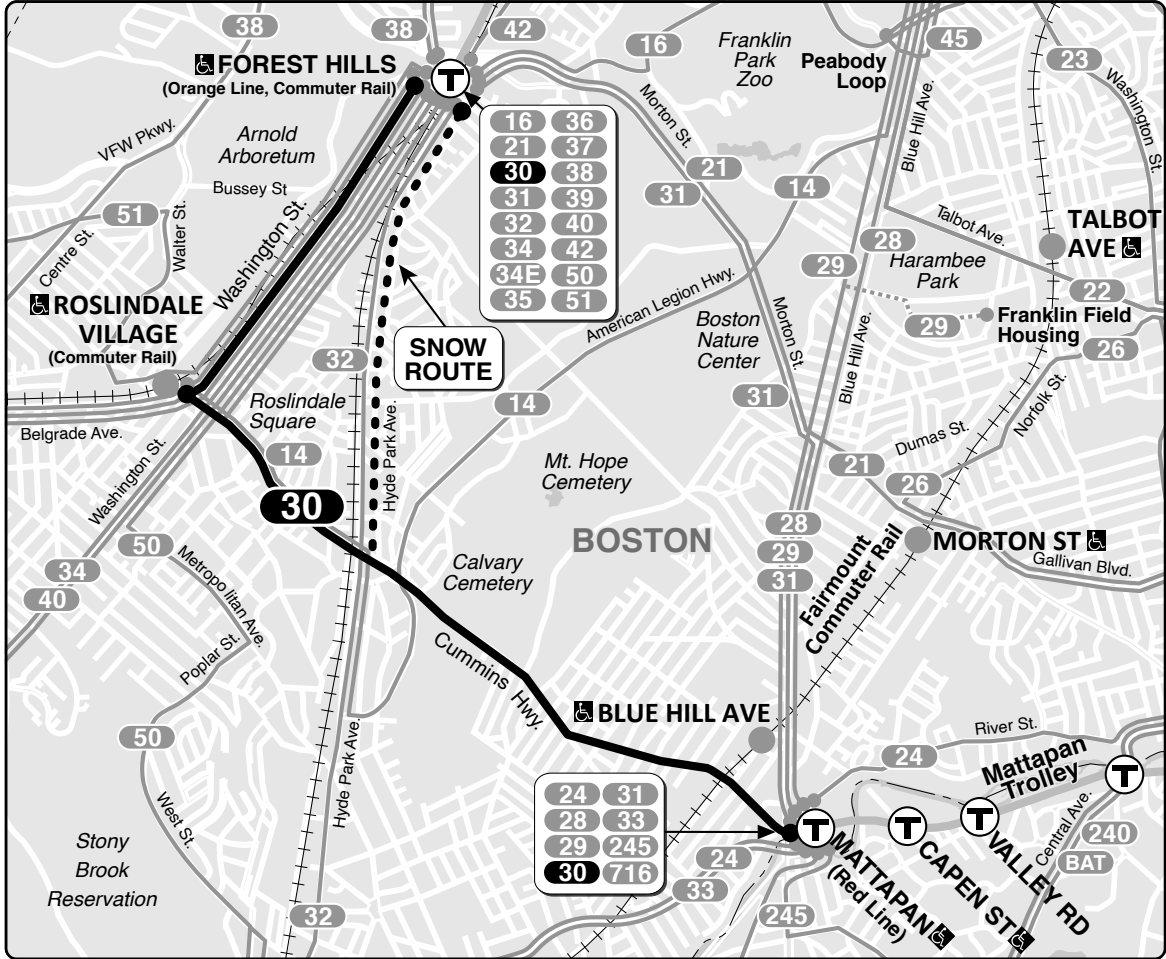 38
38
42
16
45
23
FOREST HILLS
(Orange Line, Commuter Rail)
T
Franklin
Park
Zoo
Peabody
Loop
Washington St.
VFW Pkwy.
Arnold
Arboretum
Bussey St
16 36
21 37
30 38
31 39
32 40
34 42
34E 50
35 51
Morton St.
21
31
14
Blue Hill Ave.
51
Centre St.
Walter St.
Washington St.
Talbot Ave.
TALBOT
AVE
28
29
Harambee
Park
22
29
Franklin Field
Housing
26
ROSLINDALE
VILLAGE
(Commuter Rail)
SNOW
ROUTE
32
American Legion Hwy.
Boston
Nature
Center
Morton St.
Blue Hill Ave.
31
14
Norfolk St.
Dumas St.
Belgrade Ave.
Roslindale
Square
Hyde Park Ave.
14
30
Washington St.
Mt. Hope
Cemetery
21
26
BOSTON
28
29
31
MORTON ST
Gallivan Blvd.
Fairmount
Commuter Rail
50
34
40
Metropolitan Ave.
Calvary
Cemetery
Poplar St.
Cummins Hwy.
50
BLUE HILL AVE
Hyde Park Ave.
West St.
River St.
24
Mattapan
Trolley
T
24 31
28 33
29 245
30 716
T
T
T
MATTAPAN
(Red Line)
CAPEN ST
VALLEY RD
Central Ave.
240
BAT
24
33
245
Stony
Brook
Reservation
32